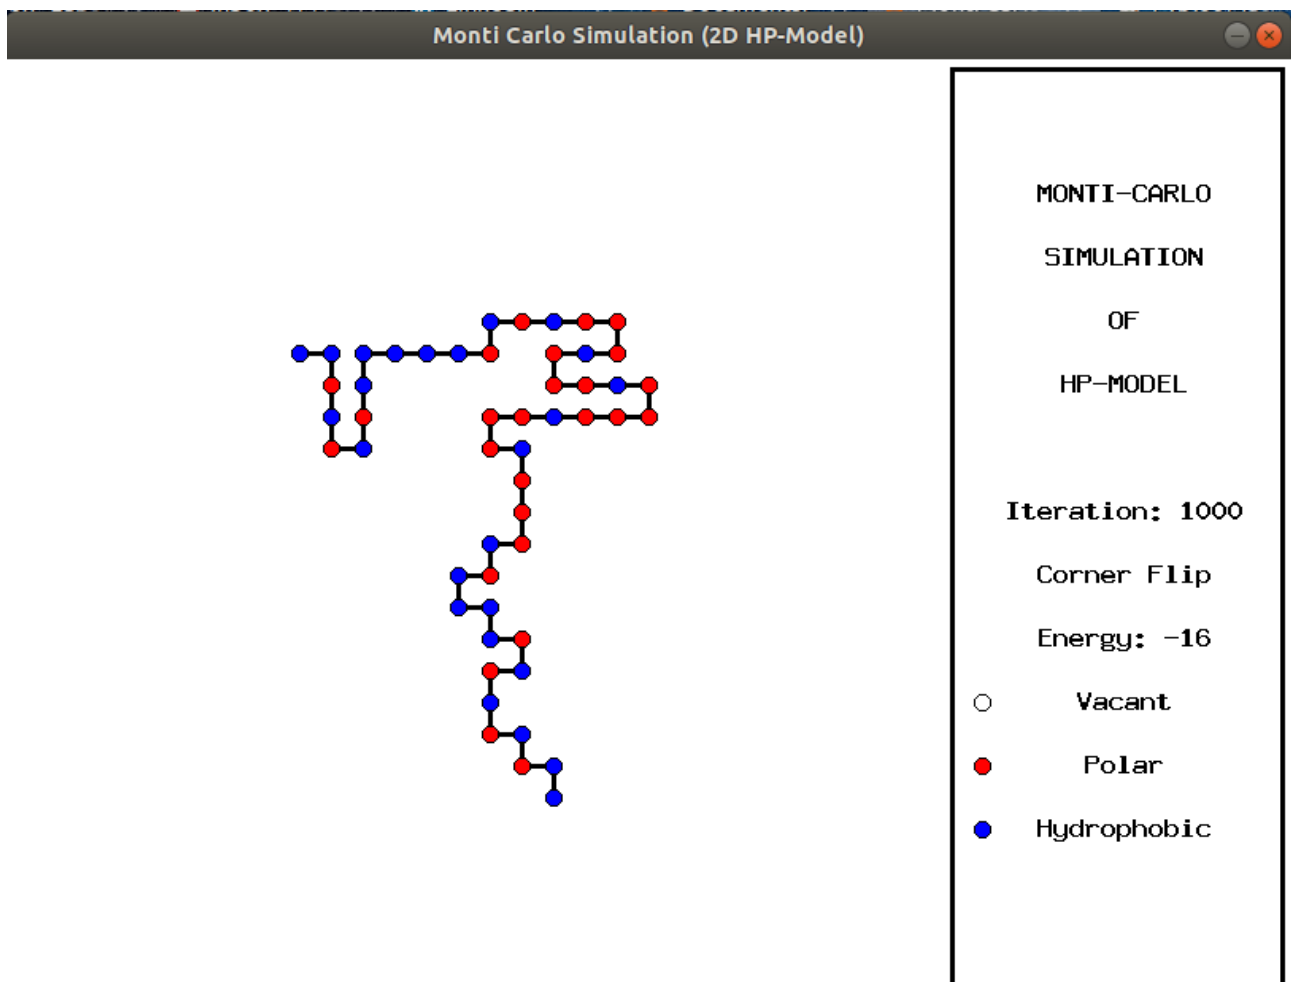 Monti Carlo Simulation (2D HP-Model)
MONTI-CARLO
SIMULATION
OF
HP-MODEL
Iteration: 1000
Corner Flip
Energy: -16
Vacant
Polar
Hydrophobic